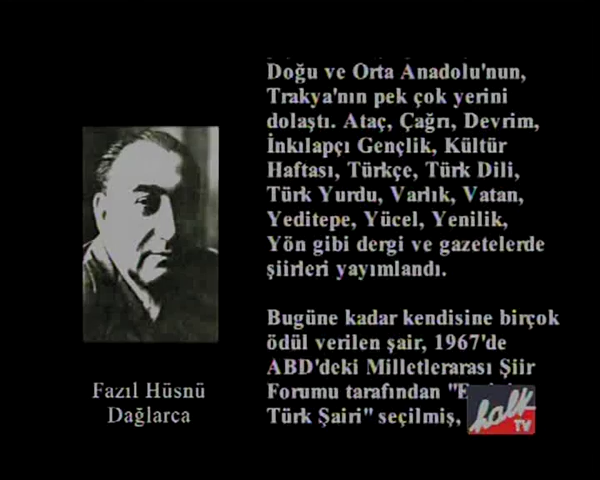 Doğu ve Orta Anadolu'nun,
Trakya'nın pek çok yerini
dolaştı. Ataç, Çağrı, Devrim,
İnkılapçı Gençlik, Kültür
Haftası, Türkçe, Türk Dili,
Türk Yurdu, Varlık, Vatan,
Yeditepe, Yücel, Yenilik,
Yön gibi dergi ve gazetelerde
şiirleri yayımlandı.
Bugüne kadar kendisine birçok
ödül verilen şair, 1967'de
ABD'deki Milletlerarası Şiir
Forumu tarafından
Türk Şairi" seçilmiş,
Fazıl Hüsnü
Dağlarca
halk
TV